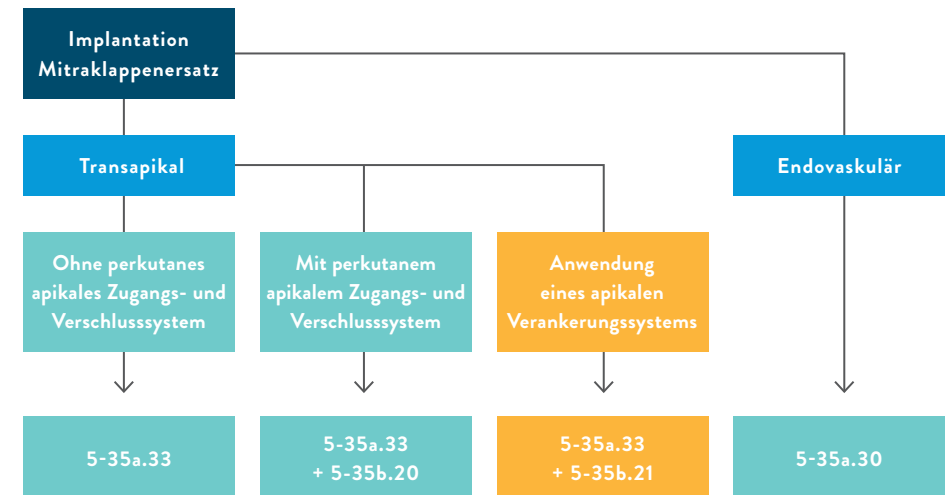 Implantation
Mitraklappenersatz
Transapikal
Endovaskulär
Ohne perkutanes
apikales Zugangs- und
Verschlusssystem
Mit perkutanem
apikalem Zugangs- und
Verschlusssystem
Anwendung
eines apikalen
Verankerungssystems
5-35a.33
5-35a.33
+ 5-35b.20
5-35a.33
+ 5-35b.21
5-35a.30